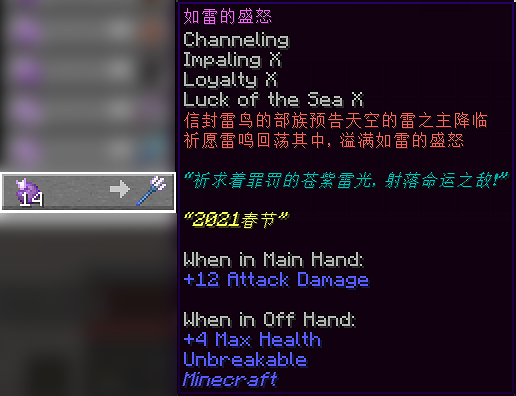 如雷的盛怒
Channeling
Impaling X
Loyalty X
Luck of the Sea X
信封雷鸟的部族预告天空的雷之主降临
祈愿雷鸣回荡其中, 溢满如雷的盛怒
“祈求着罪罚的苍紫雷光, 射落命运之敌!”
14
“2021春节”
When in Main Hand:
+12 Attack Damage
When in Off Hand:
+4 Max Health
Unbreakable
Minecraft